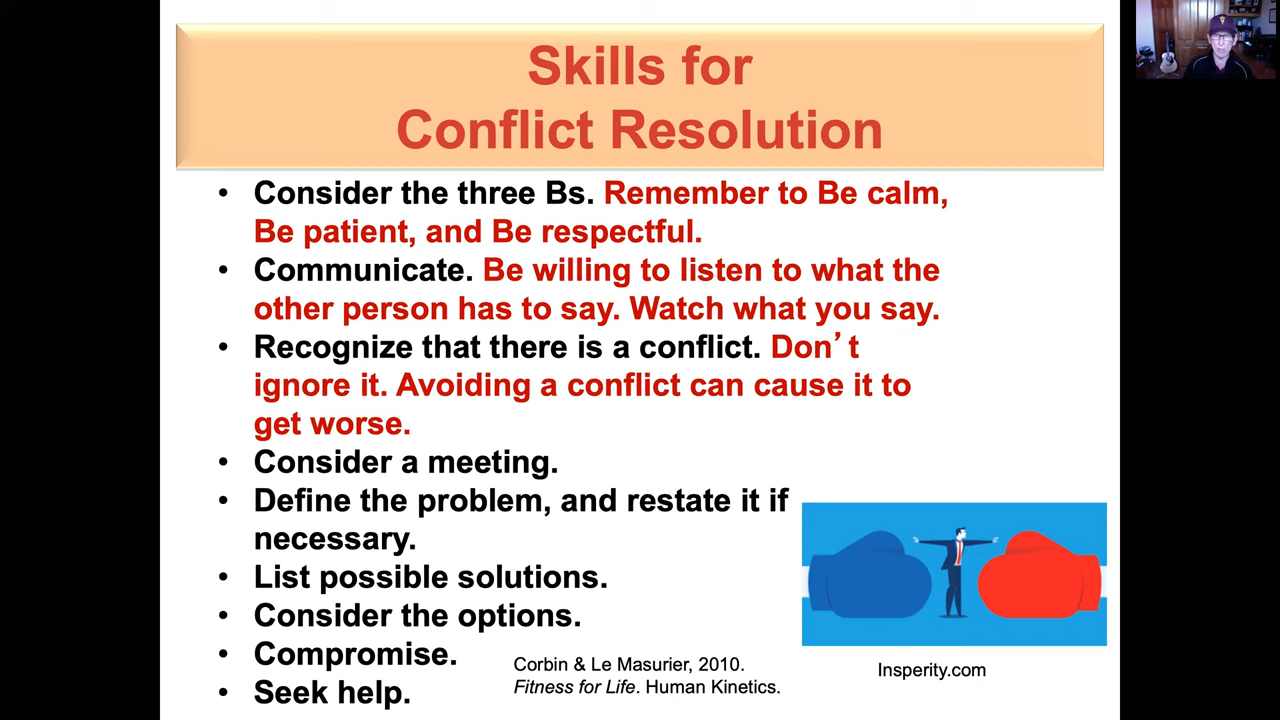 Skills for
Conflict Resolution
• Consider the three Bs. Remember to Be calm,
Be patient, and Be respectful.
• Communicate. Be willing to listen to what the
other person has to say. Watch what you say.
• Recognize that there is a conflict. Don’t
ignore it. Avoiding a conflict can cause it to
get worse.
• Consider a meeting.
• Define the problem, and restate it if
necessary.
• List possible solutions.
• Consider the options.
• Compromise.
• Seek help.
Corbin & Le Masurier, 2010.
Fitness for Life. Human Kinetics.
Insperity.com